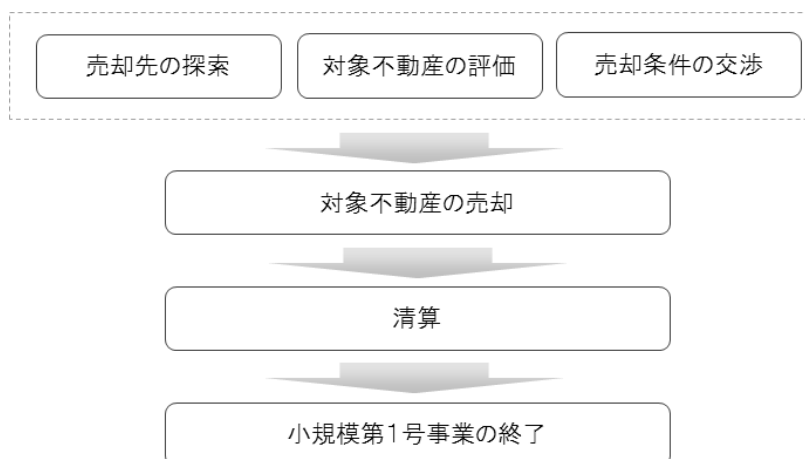 売却先の探索
対象不動産の評価
売却条件の交渉
対象不動産の売却
清算
小規模第1号事業の終了